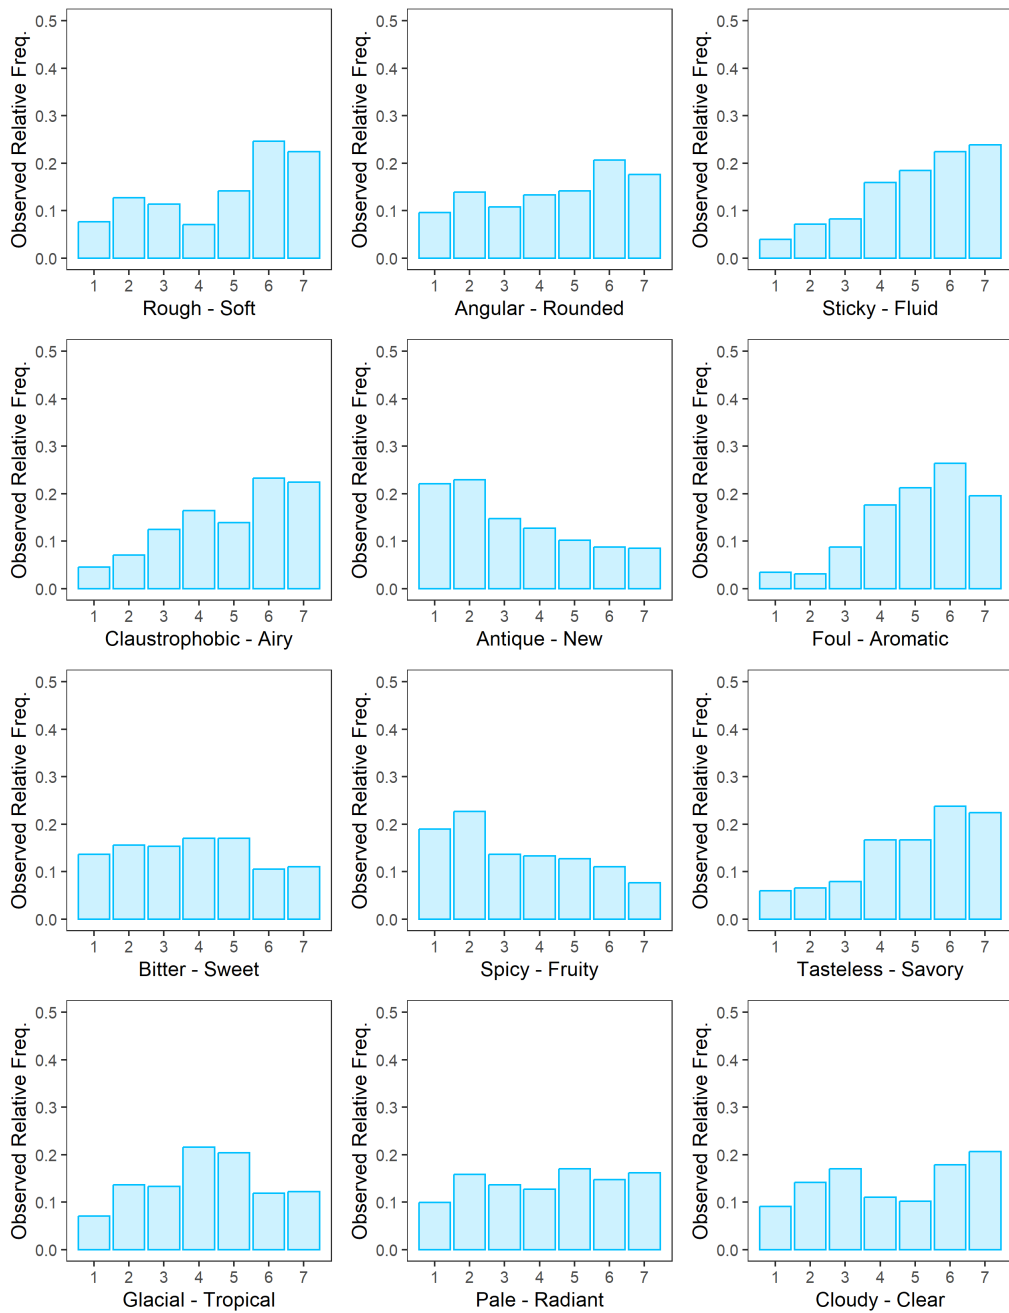 Observed Relative Freq.
0.5
0.4
0.3
0.2
0.1
0.0
1 2 3 4 5 6 7
Rough - Soft
Observed Relative Freq.
0.5
0.4
0.3
0.2
0.1
0.0
1 2 3 4 5 6 7
Angular - Rounded
Observed Relative Freq.
0.5
0.4
0.3
0.2
0.1
0.0
1 2 3 4 5 6 7
Sticky - Fluid
Observed Relative Freq.
0.5
0.4
0.3
0.2
0.1
0.0
1 2 3 4 5 6 7
Claustrophobic - Airy
Observed Relative Freq.
0.5
0.4
0.3
0.2
0.1
0.0
1 2 3 4 5 6 7
Antique - New
Observed Relative Freq.
0.5
0.4
0.3
0.2
0.1
0.0
1 2 3 4 5 6 7
Foul - Aromatic
Observed Relative Freq.
0.5
0.4
0.3
0.2
0.1
0.0
1 2 3 4 5 6 7
Bitter - Sweet
Observed Relative Freq.
0.5
0.4
0.3
0.2
0.1
0.0
1 2 3 4 5 6 7
Spicy - Fruity
Observed Relative Freq.
0.5
0.4
0.3
0.2
0.1
0.0
1 2 3 4 5 6 7
Tasteless - Savory
Observed Relative Freq.
0.5
0.4
0.3
0.2
0.1
0.0
1 2 3 4 5 6 7
Glacial - Tropical
Observed Relative Freq.
0.5
0.4
0.3
0.2
0.1
0.0
1 2 3 4 5 6 7
Pale - Radiant
Observed Relative Freq.
0.5
0.4
0.3
0.2
0.1
0.0
1 2 3 4 5 6 7
Cloudy - Clear